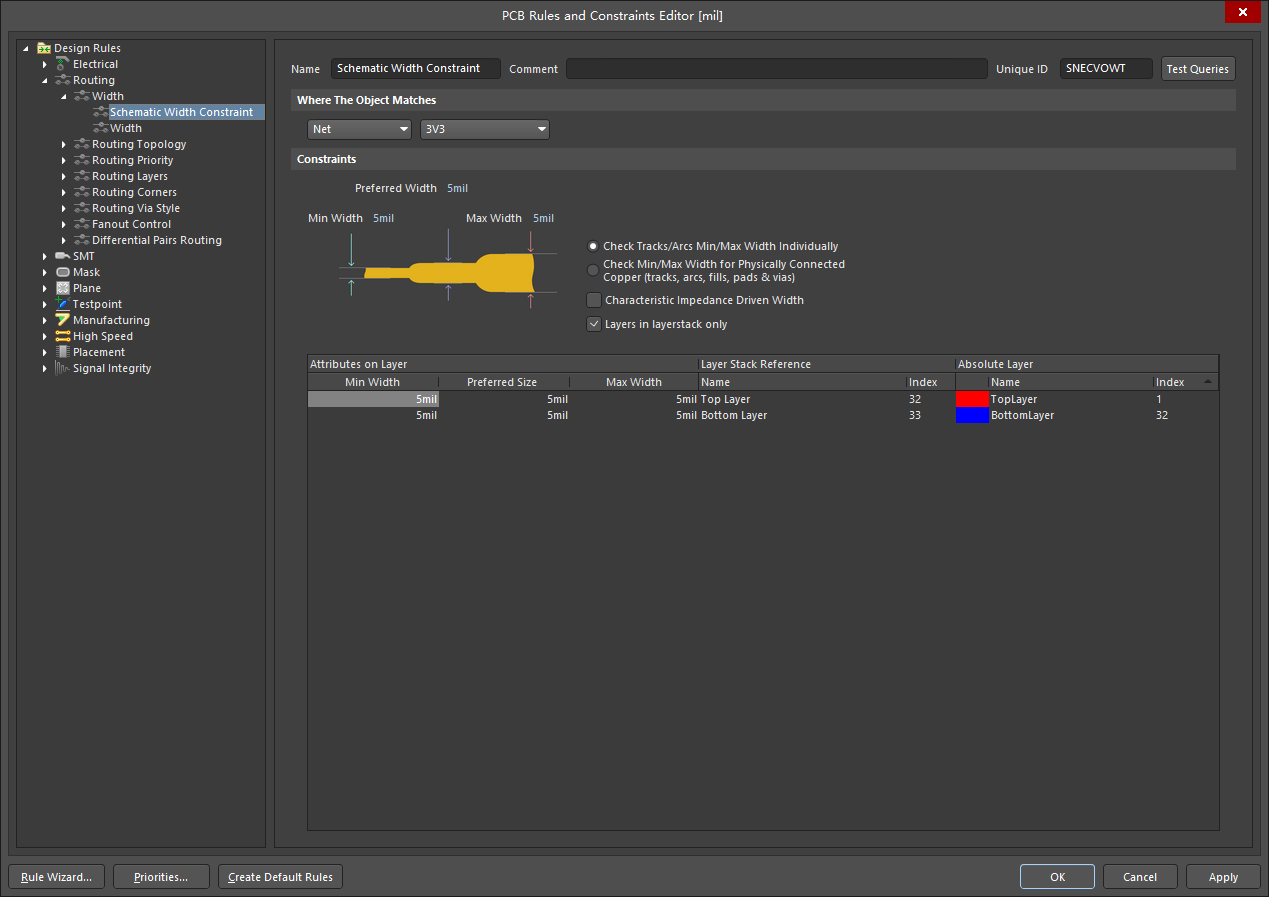 PCB Rules and Constraints Editor [mil]
Design Rules
Electrical
Routing
Width
Schematic Width Constraint
Width
Routing Topology
Routing Priority
Routing Layers
Routing Corners
Routing Via Style
Fanout Control
Differential Pairs Routing
SMT
Mask
Plane
Testpoint
Manufacturing
High Speed
Placement
Signal Integrity
Name Schematic Width Constraint Comment Unique ID SNECVOWT Test Queries
Where The Object Matches
Net 3V3
Constraints
Preferred Width 5mil
Min Width 5mil Max Width 5mil
Check Tracks/Arcs Min/Max Width Individually
Check Min/Max Width for Physically Connected
Copper (tracks, arcs, fills, pads & vias)
Characteristic Impedance Driven Width
Layers in layerstack only
Attributes on Layer Layer Stack Reference Absolute Layer
Min Width Preferred Size Max Width Name Index Name Index
5mil 5mil 5mil Top Layer 32 TopLayer 1
5mil 5mil 5mil Bottom Layer 33 BottomLayer 32
Rule Wizard... Priorities... Create Default Rules OK Cancel Apply